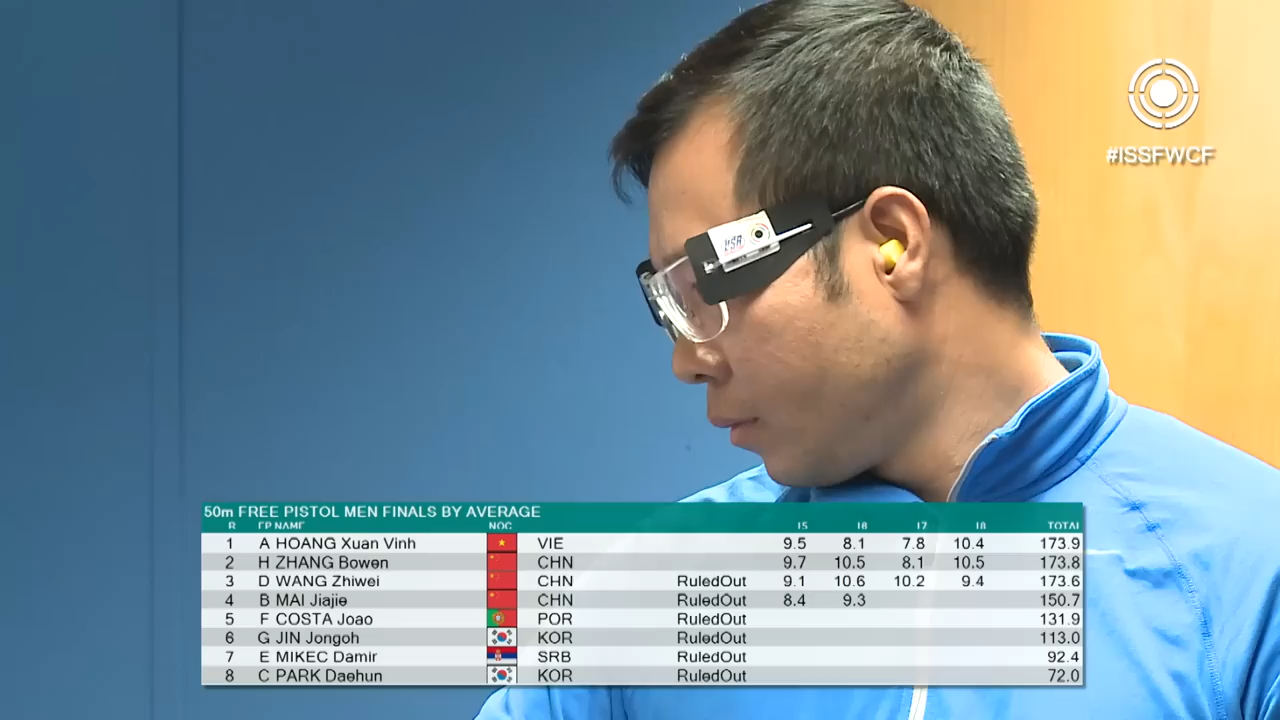 #ISSFWCF
USA
50m FREE PISTOL MEN FINALS BY AVERAGE
R FP NAME NOC 15 16 17 18 TOTAL
1 A HOANG Xuan Vinh VIE 9.5 8.1 7.8 10.4 173.9
2 H ZHANG Bowen CHN 9.7 10.5 8.1 10.5 173.8
3 D WANG Zhiwei CHN RuledOut 9.1 10.6 10.2 9.4 173.6
4 B MAI Jiajie CHN RuledOut 8.4 9.3 150.7
5 F COSTA Joao POR RuledOut 131.9
6 G JIN Jongoh KOR RuledOut 113.0
7 E MIKEC Damir SRB RuledOut 92.4
8 C PARK Daehun KOR RuledOut 72.0